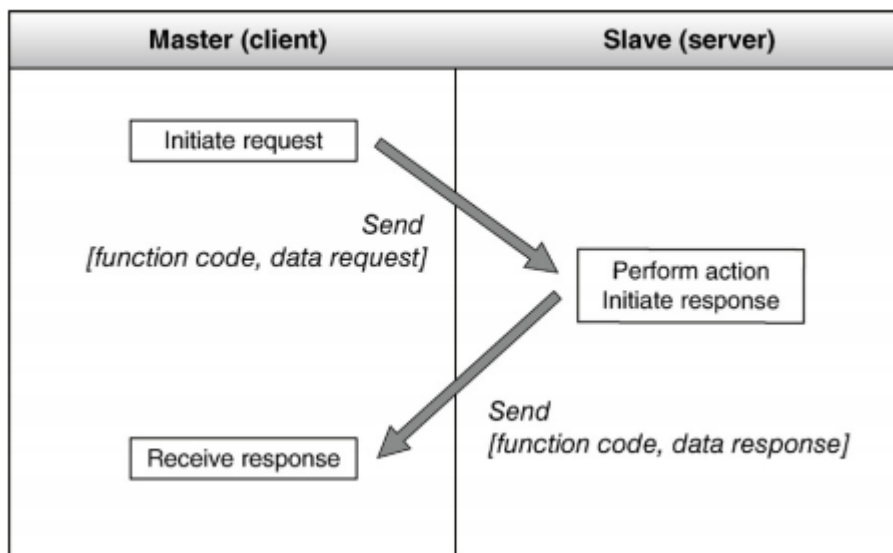 Master (client)
Slave (server)
Initiate request
Send
[function code, data request]
Perform action
Initiate response
Send
[function code, data response]
Receive response